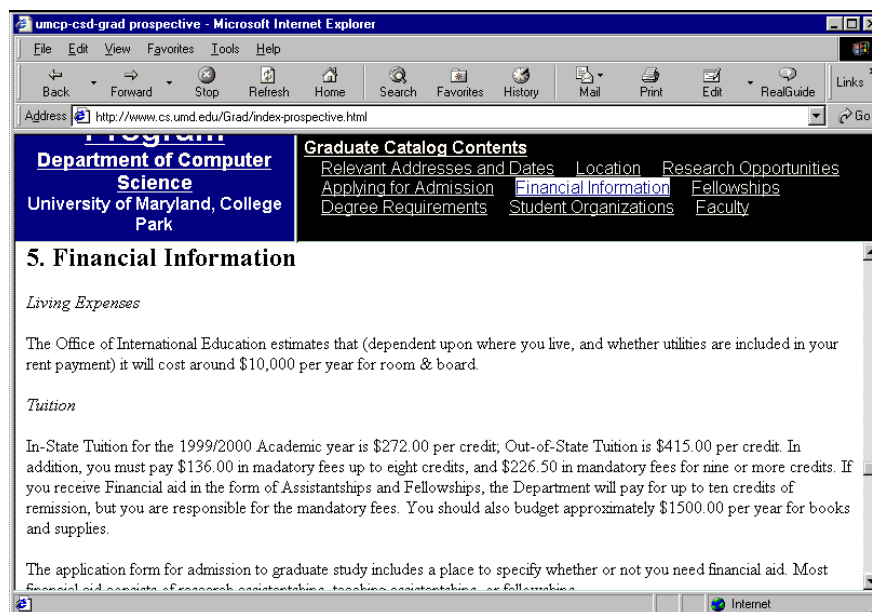 umcp-csd-grad prospective - Microsoft Internet Explorer
File Edit View Favorites Tools Help
Back Forward Stop Refresh Home Search Favorites History Mail Print Edit RealGuide Links
Address http://www.cs.umd.edu/Grad/index-prospective.html Go
Program
Department of Computer
Science
University of Maryland, College
Park
Graduate Catalog Contents
Relevant Addresses and Dates Location Research Opportunities
Applying for Admission Financial Information Fellowships
Degree Requirements Student Organizations Faculty
5. Financial Information
Living Expenses
The Office of International Education estimates that (dependent upon where you live, and whether utilities are included in your
rent payment) it will cost around $10,000 per year for room & board.
Tuition
In-State Tuition for the 1999/2000 Academic year is $272.00 per credit; Out-of-State Tuition is $415.00 per credit. In
addition, you must pay $136.00 in madatory fees up to eight credits, and $226.50 in mandatory fees for nine or more credits. If
you receive Financial aid in the form of Assistantships and Fellowships, the Department will pay for up to ten credits of
remission, but you are responsible for the mandatory fees. You should also budget approximately $1500.00 per year for books
and supplies.
The application form for admission to graduate study includes a place to specify whether or not you need financial aid. Most
financial aid consists of research assistantships, teaching assistantships, or fellowships.
Internet